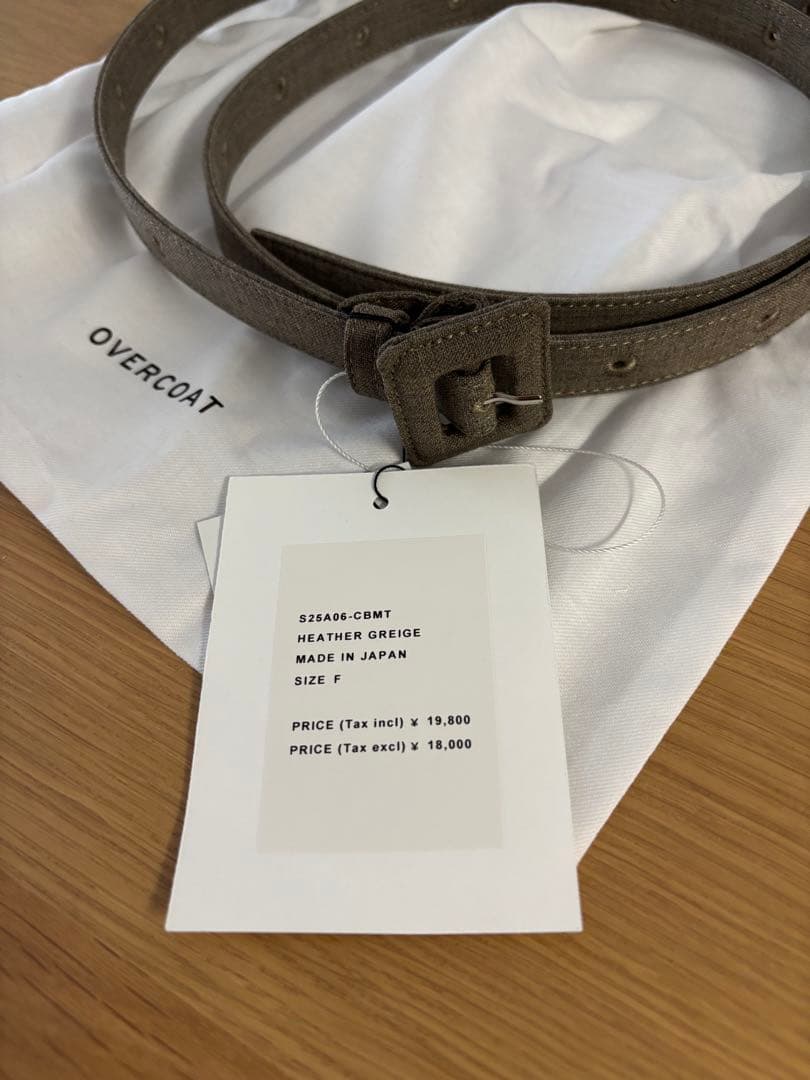 OVERCOAT
S25A06-CBMT
HEATHER GREIGE
MADE IN JAPAN
SIZE F
PRICE (Tax incl) ¥ 19,800
PRICE (Tax excl) ¥ 18,000